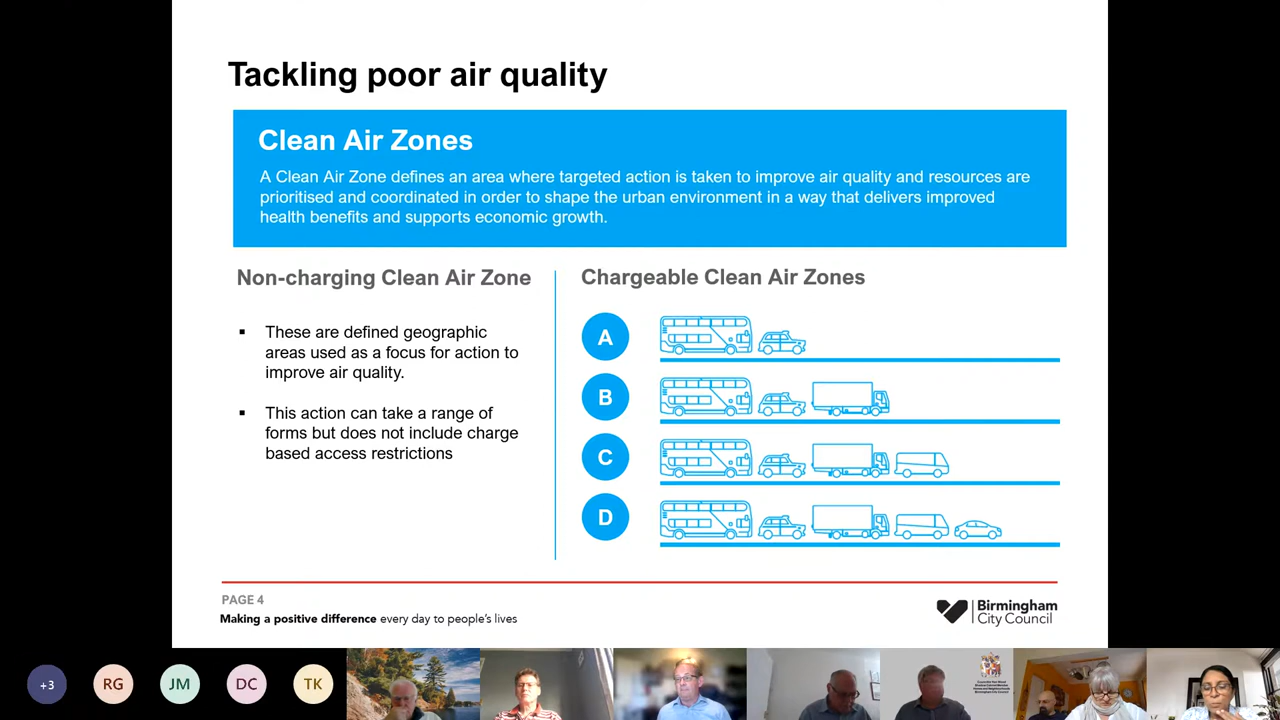 Tackling poor air quality
Clean Air Zones
A Clean Air Zone defines an area where targeted action is taken to improve air quality and resources are
prioritised and coordinated in order to shape the urban environment in a way that delivers improved
health benefits and supports economic growth.
Non-charging Clean Air Zone
▪ These are defined geographic
areas used as a focus for action to
improve air quality.
▪ This action can take a range of
forms but does not include charge
based access restrictions
Chargeable Clean Air Zones
A
B
C
D
PAGE 4
Making a positive difference every day to people's lives
Birmingham
City Council
+3
RG
JM
DC
TK